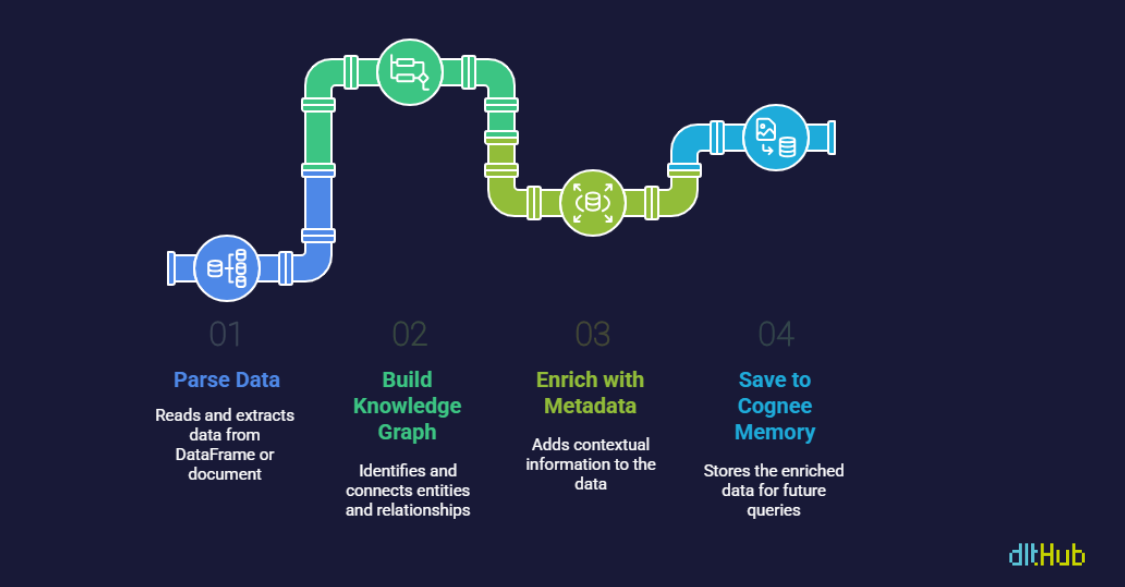 01
Parse Data
Reads and extracts
data from
DataFrame or
document
02
Build
Knowledge
Graph
Identifies and
connects entities
and relationships
03
Enrich with
Metadata
Adds contextual
information to the
data
04
Save to
Cognee
Memory
Stores the enriched
data for future
queries
dltHub